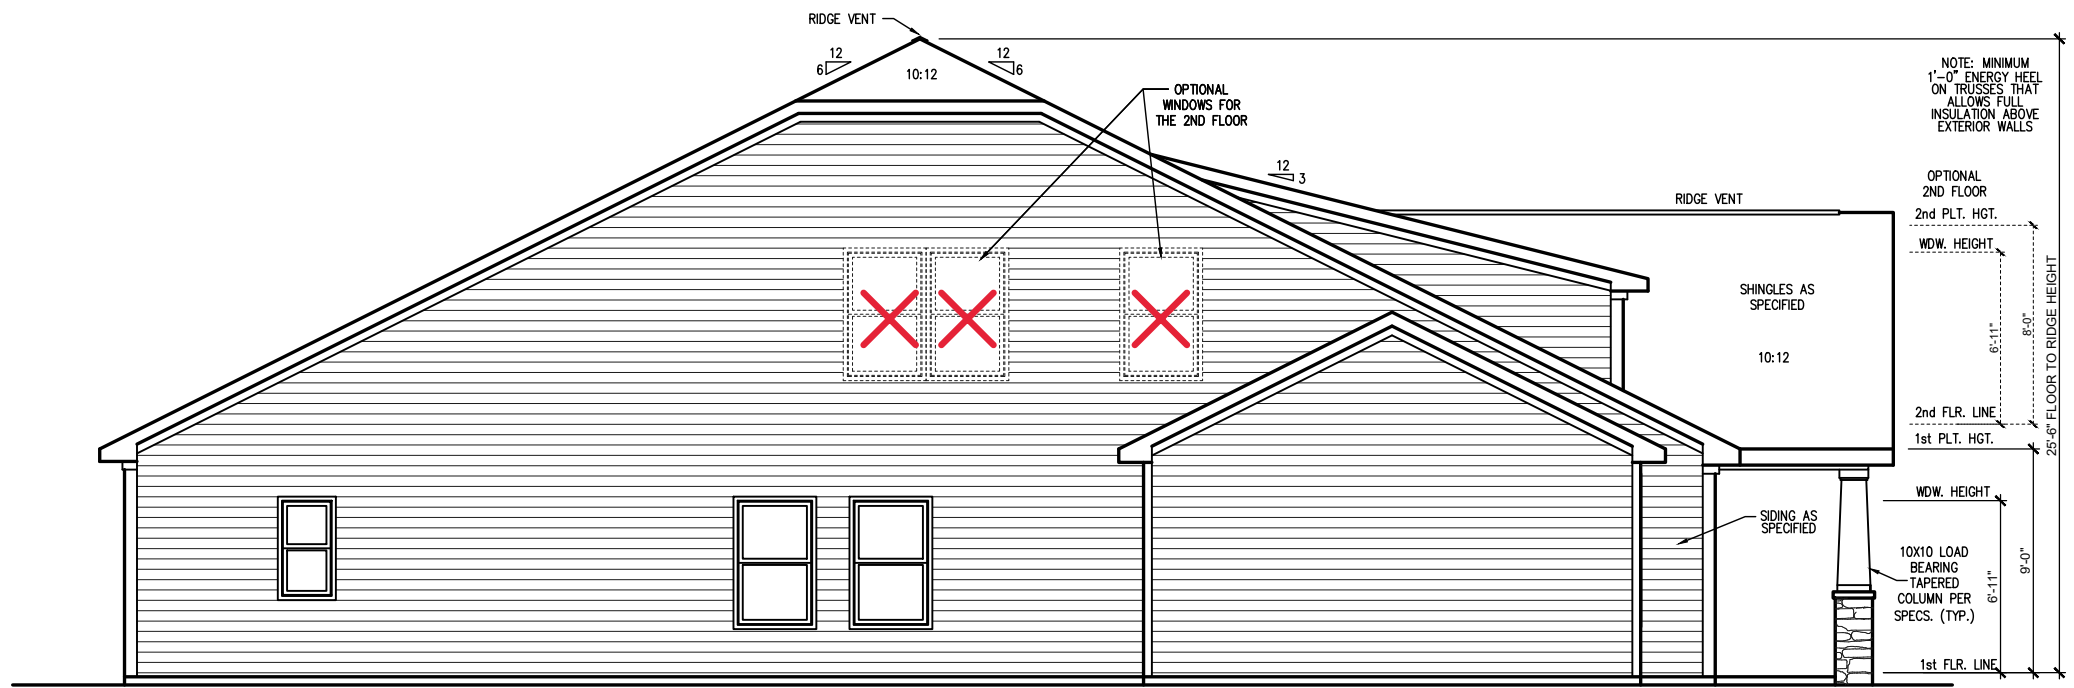 RIDGE VENT
12
6
12
6
10:12
OPTIONAL
WINDOWS FOR
THE 2ND FLOOR
12
3
RIDGE VENT
NOTE: MINIMUM
1'-0" ENERGY HEEL
ON TRUSSES THAT
ALLOWS FULL
INSULATION ABOVE
EXTERIOR WALLS
OPTIONAL
2ND FLOOR
2nd PLT. HGT.
WDW. HEIGHT
SHINGLES AS
SPECIFIED
10:12
6'-11"
8'-0"
25'-6" FLOOR TO RIDGE HEIGHT
2nd FLR. LINE
1st PLT. HGT.
WDW. HEIGHT
SIDING AS
SPECIFIED
10X10 LOAD
BEARING
TAPERED
COLUMN PER
SPECS. (TYP.)
6'-11"
9'-0"
1st FLR. LINE